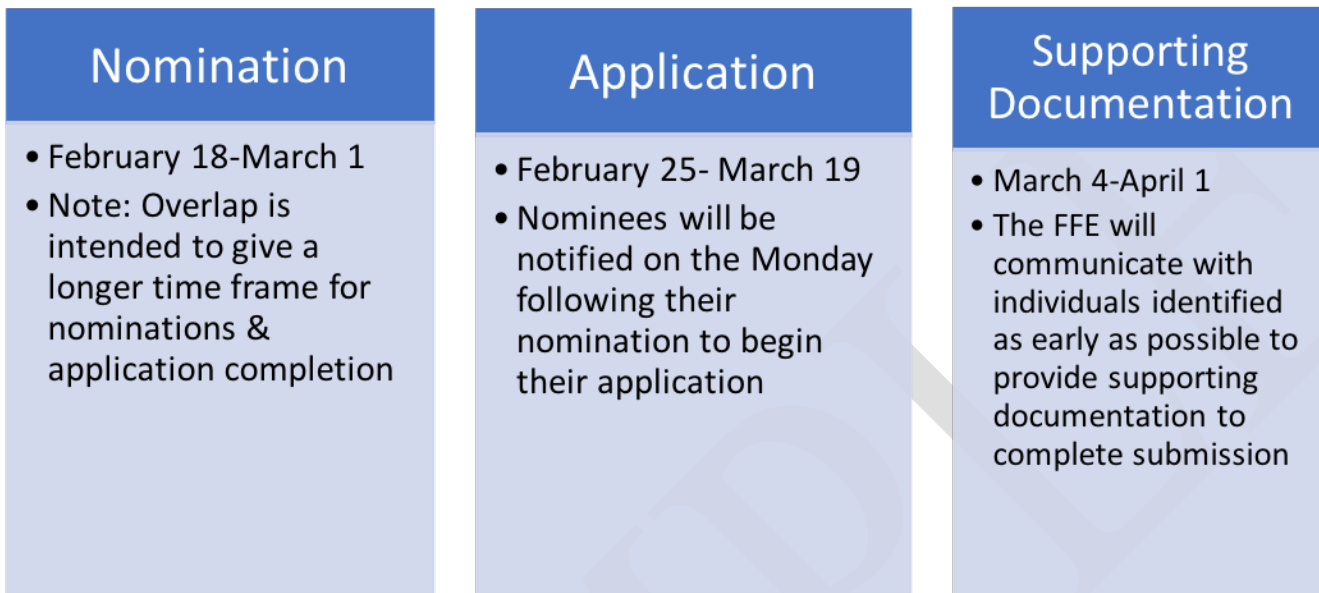 Nomination
• February 18-March 1
• Note: Overlap is
intended to give a
longer time frame for
nominations &
application completion
Application
• February 25- March 19
• Nominees will be
notified on the Monday
following their
nomination to begin
their application
Supporting
Documentation
• March 4-April 1
• The FFE will
communicate with
individuals identified
as early as possible to
provide supporting
documentation to
complete submission